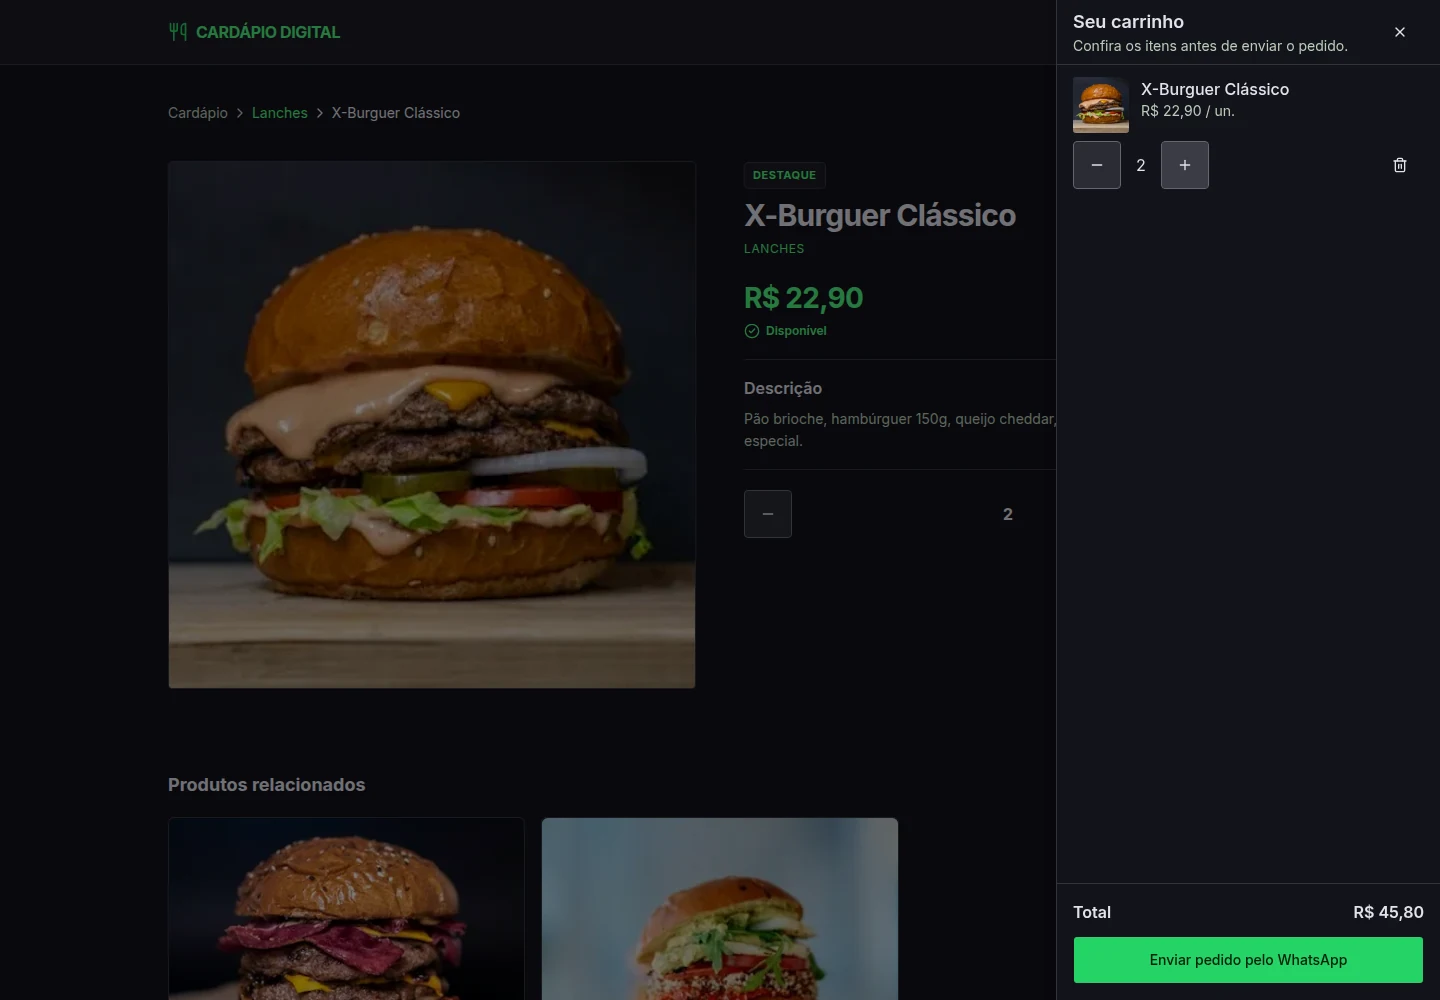 CARDÁPIO DIGITAL
Cardápio > Lanches > X-Burguer Clássico
DESTAQUE
X-Burguer Clássico
LANCHES
R$ 22,90
Disponível
Descrição
Pão brioche, hambúrguer 150g, queijo cheddar,
especial.
2
Produtos relacionados
Seu carrinho
Confira os itens antes de enviar o pedido.
X-Burguer Clássico
R$ 22,90 / un.
2
Total
R$ 45,80
Enviar pedido pelo WhatsApp